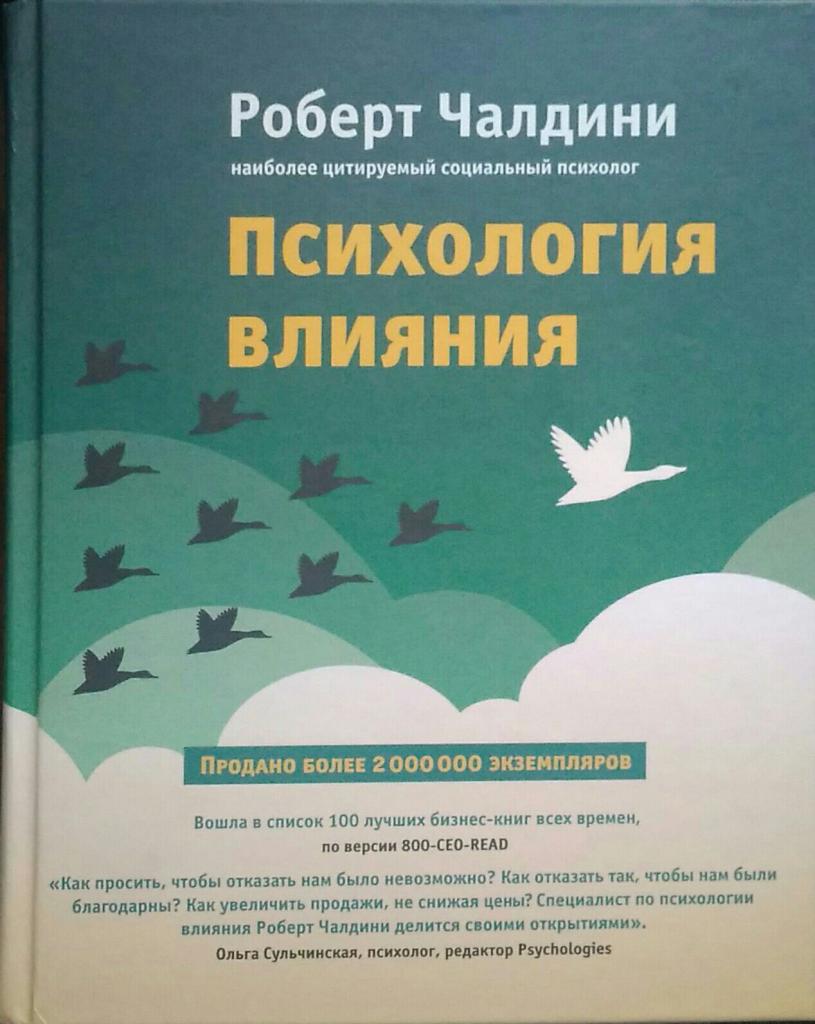 Роберт Чалдини
наиболее цитируемый социальный психолог
Психология
влияния
Продано более 2 000 000 экземпляров
Вошла в список 100 лучших бизнес-книг всех времен,
по версии 800-CEO-READ
«Как просить, чтобы отказать нам было невозможно? Как отказать так, чтобы нам были
благодарны? Как увеличить продажи, не снижая цены? Специалист по психологии
влияния Роберт Чалдини делится своими открытиями».
Ольга Сульчинская, психолог, редактор Psychologies